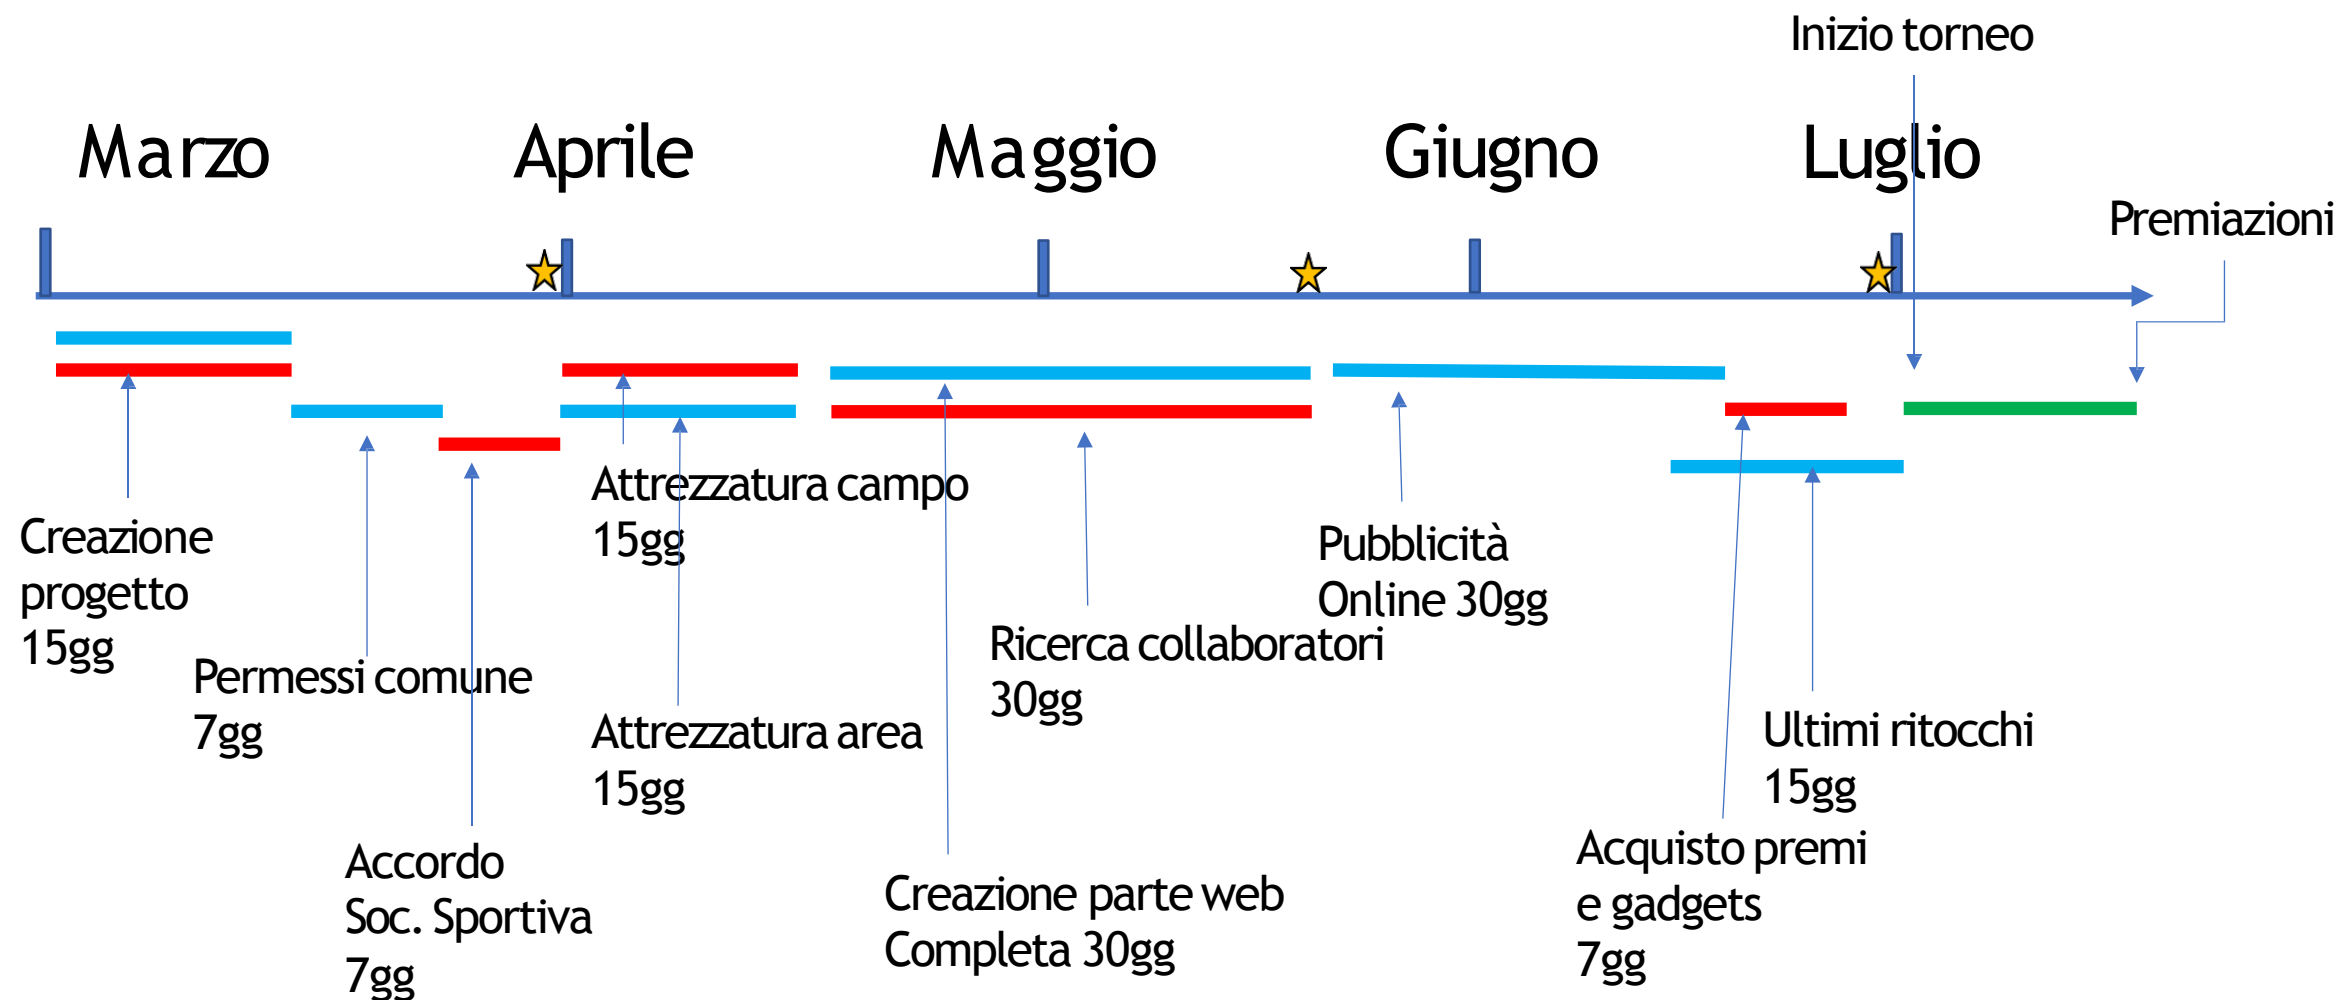 Inizio torneo
Marzo
Aprile
Maggio
Giugno
Luglio
Premiazioni
Creazione
progetto
15gg
Permessi comune
7gg
Accordo
Soc. Sportiva
7gg
Attrezzatura campo
15gg
Attrezzatura area
15gg
Creazione parte web
Completa 30gg
Ricerca collaboratori
30gg
Pubblicità
Online 30gg
Acquisto premi
e gadgets
7gg
Ultimi ritocchi
15gg